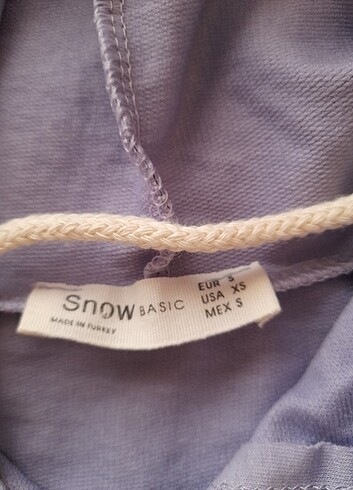 Snow BASIC
MADE IN TURKEY
EUR S
USA XS
MEX S